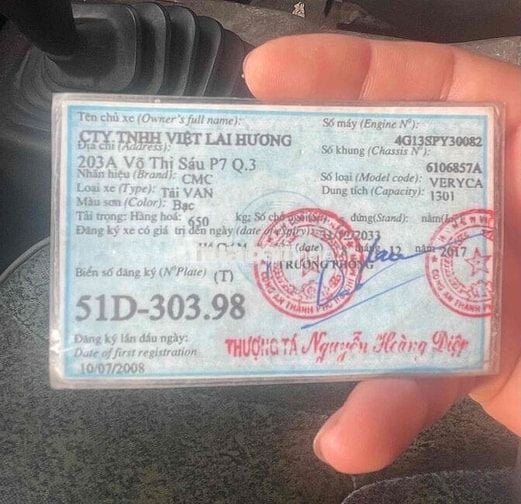 Tên chủ xe (Owner's full name):
CTY TNHH VIỆT LAI HƯƠNG
Địa chỉ (Address):
203A Võ Thị Sáu P7 Q.3
Nhãn hiệu (Brand): CMC
Loại xe (Type): Tải VAN
Màu sơn (Color): Bạc
Số máy (Engine N°):
4G13SPY30082
Số khung (Chassis N°):
6106857A
Số loại (Model code): VERYCA
Dung tích (Capacity): 1301
Tải trọng: Hàng hoá: 650 kg; Số chỗ đứng(Stand):
Đăng ký xe có giá trị đến ngày (date of expiry) 2033
(date) tháng 12 năm 2017
TRƯỞNG PHÒNG
Biển số đăng ký (N°Plate) (T)
51D-303.98
Đăng ký lần đầu ngày:
Date of first registration
10/07/2008
THƯỢNG TÁ Nguyễn Hoàng Diệp